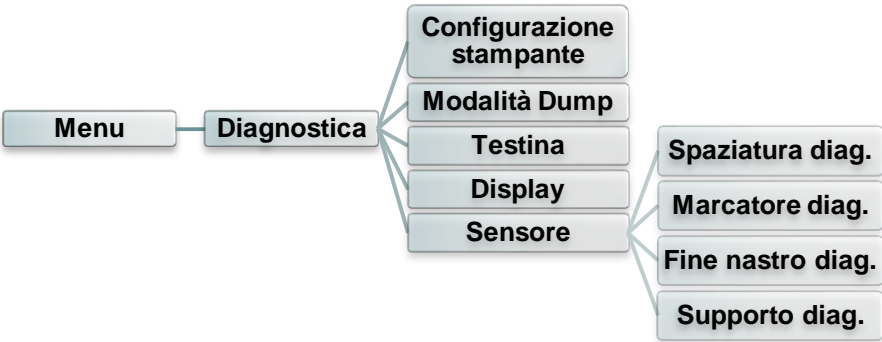 Menu
Diagnostica
Configurazione
stampante
Modalità Dump
Testina
Display
Sensore
Spaziatura diag.
Marcatore diag.
Fine nastro diag.
Supporto diag.